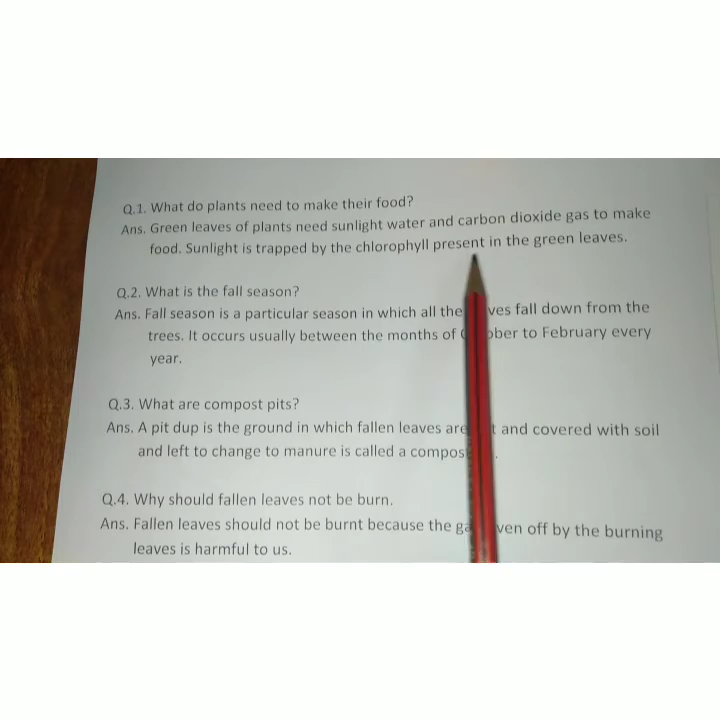 Q.1. What do plants need to make their food?
Ans. Green leaves of plants need sunlight water and carbon dioxide gas to make
food. Sunlight is trapped by the chlorophyll present in the green leaves.
Q.2. What is the fall season?
Ans. Fall season is a particular season in which all the ves fall down from the
trees. It occurs usually between the months of ber to February every
year.
Q.3. What are compost pits?
Ans. A pit dup is the ground in which fallen leaves are t and covered with soil
and left to change to manure is called a compos .
Q.4. Why should fallen leaves not be burn.
Ans. Fallen leaves should not be burnt because the ga ven off by the burning
leaves is harmful to us.